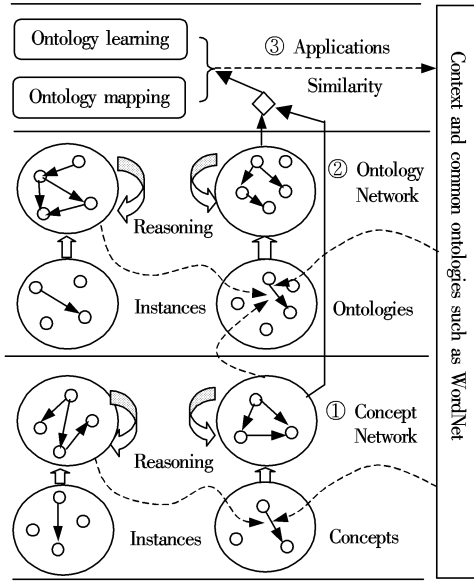 Ontology learning
Ontology mapping
③ Applications
Similarity
② Ontology
Network
Reasoning
Instances
Ontologies
① Concept
Network
Reasoning
Instances
Concepts
Context and common ontologies such as WordNet